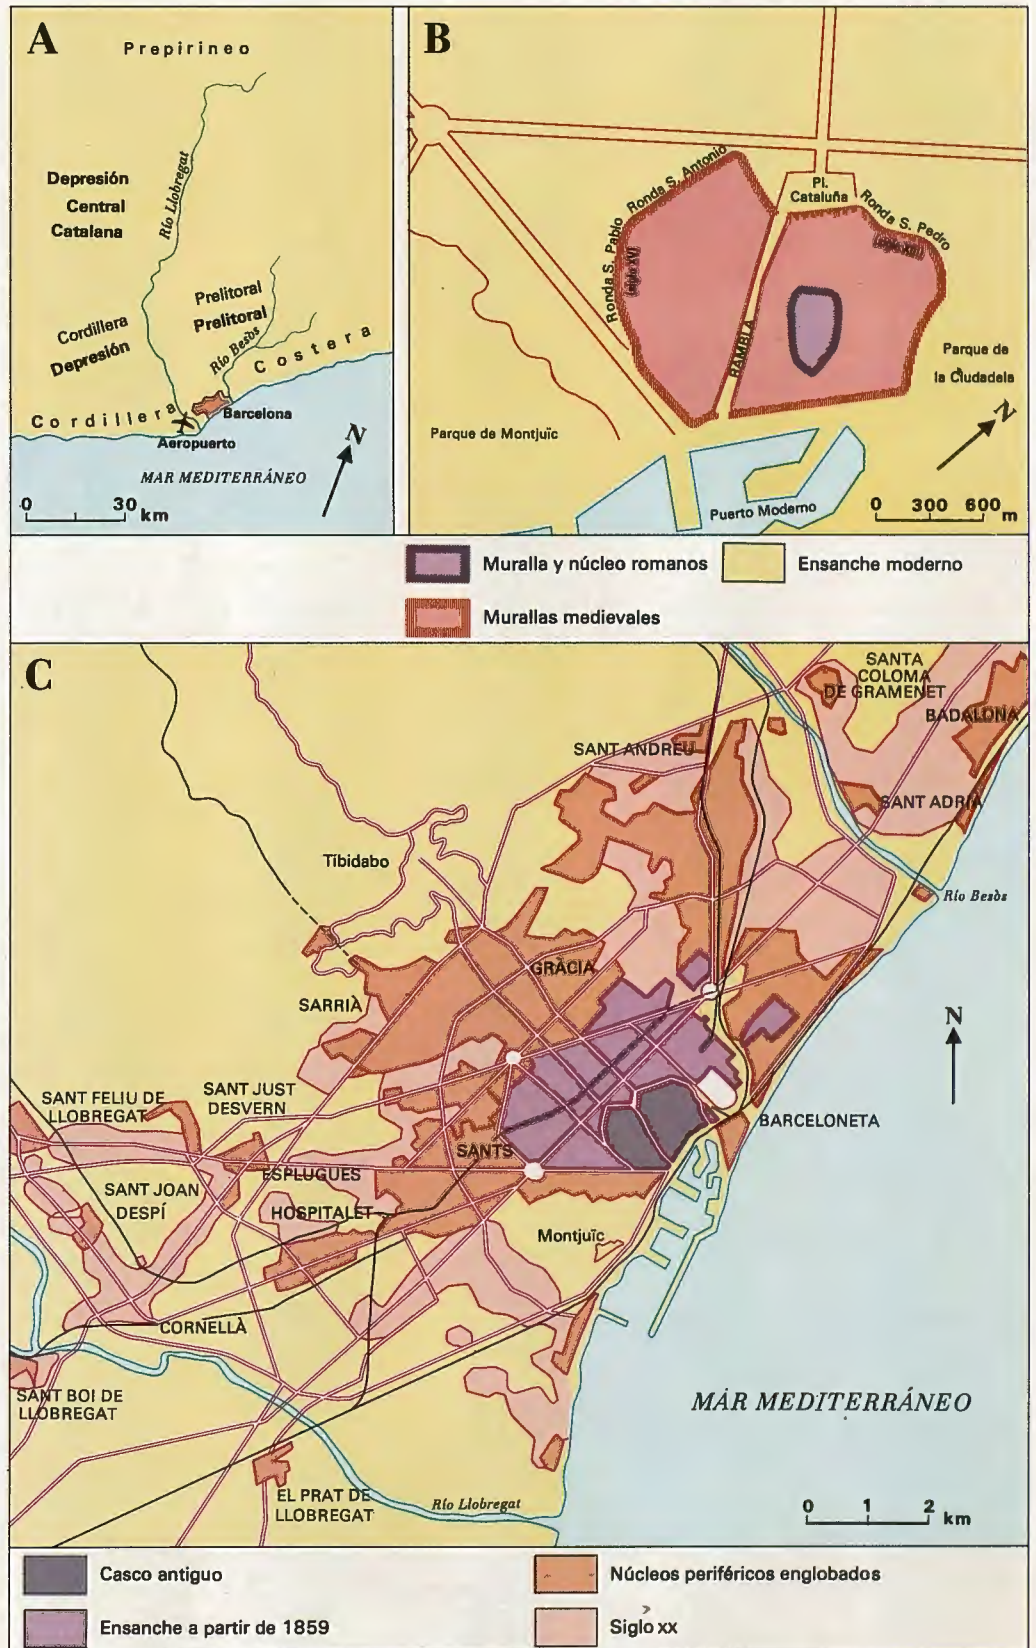 A
Prepirineo
Río Llobregat
Depresión
Central
Catalana
Prelitoral
Prelitoral
Cordillera
Depresión
Río Besòs
Costera
Cordillera
Barcelona
Aeropuerto
MAR MEDITERRÁNEO
N
0 30 km
B
Ronda S. Antonio
Pl.
Cataluña
Ronda S. Pedro
Ronda S. Pablo
(siglo XV)
RAMBLA
Parque de
la Ciudadela
Parque de Montjuïc
N
Puerto Moderno
0 300 600 m
Muralla y núcleo romanos
Ensanche moderno
Murallas medievales
C
SANTA
COLOMA
DE GRAMENET
BADALONA
SANT ANDREU
SANT ADRIÀ
Tibidabo
Río Besòs
GRÀCIA
SARRIÀ
N
SANT FELIU DE
LLOBREGAT
SANT JUST
DESVERN
BARCELONETA
SANTS
ESPLUGUES
SANT JOAN
DESPÍ
HOSPITALET
Montjuïc
CORNELLÀ
SANT BOI DE
LLOBREGAT
MAR MEDITERRÁNEO
EL PRAT DE
LLOBREGAT
Río Llobregat
0 1 2
km
Casco antiguo
Núcleos periféricos englobados
Ensanche a partir de 1859
Siglo xx